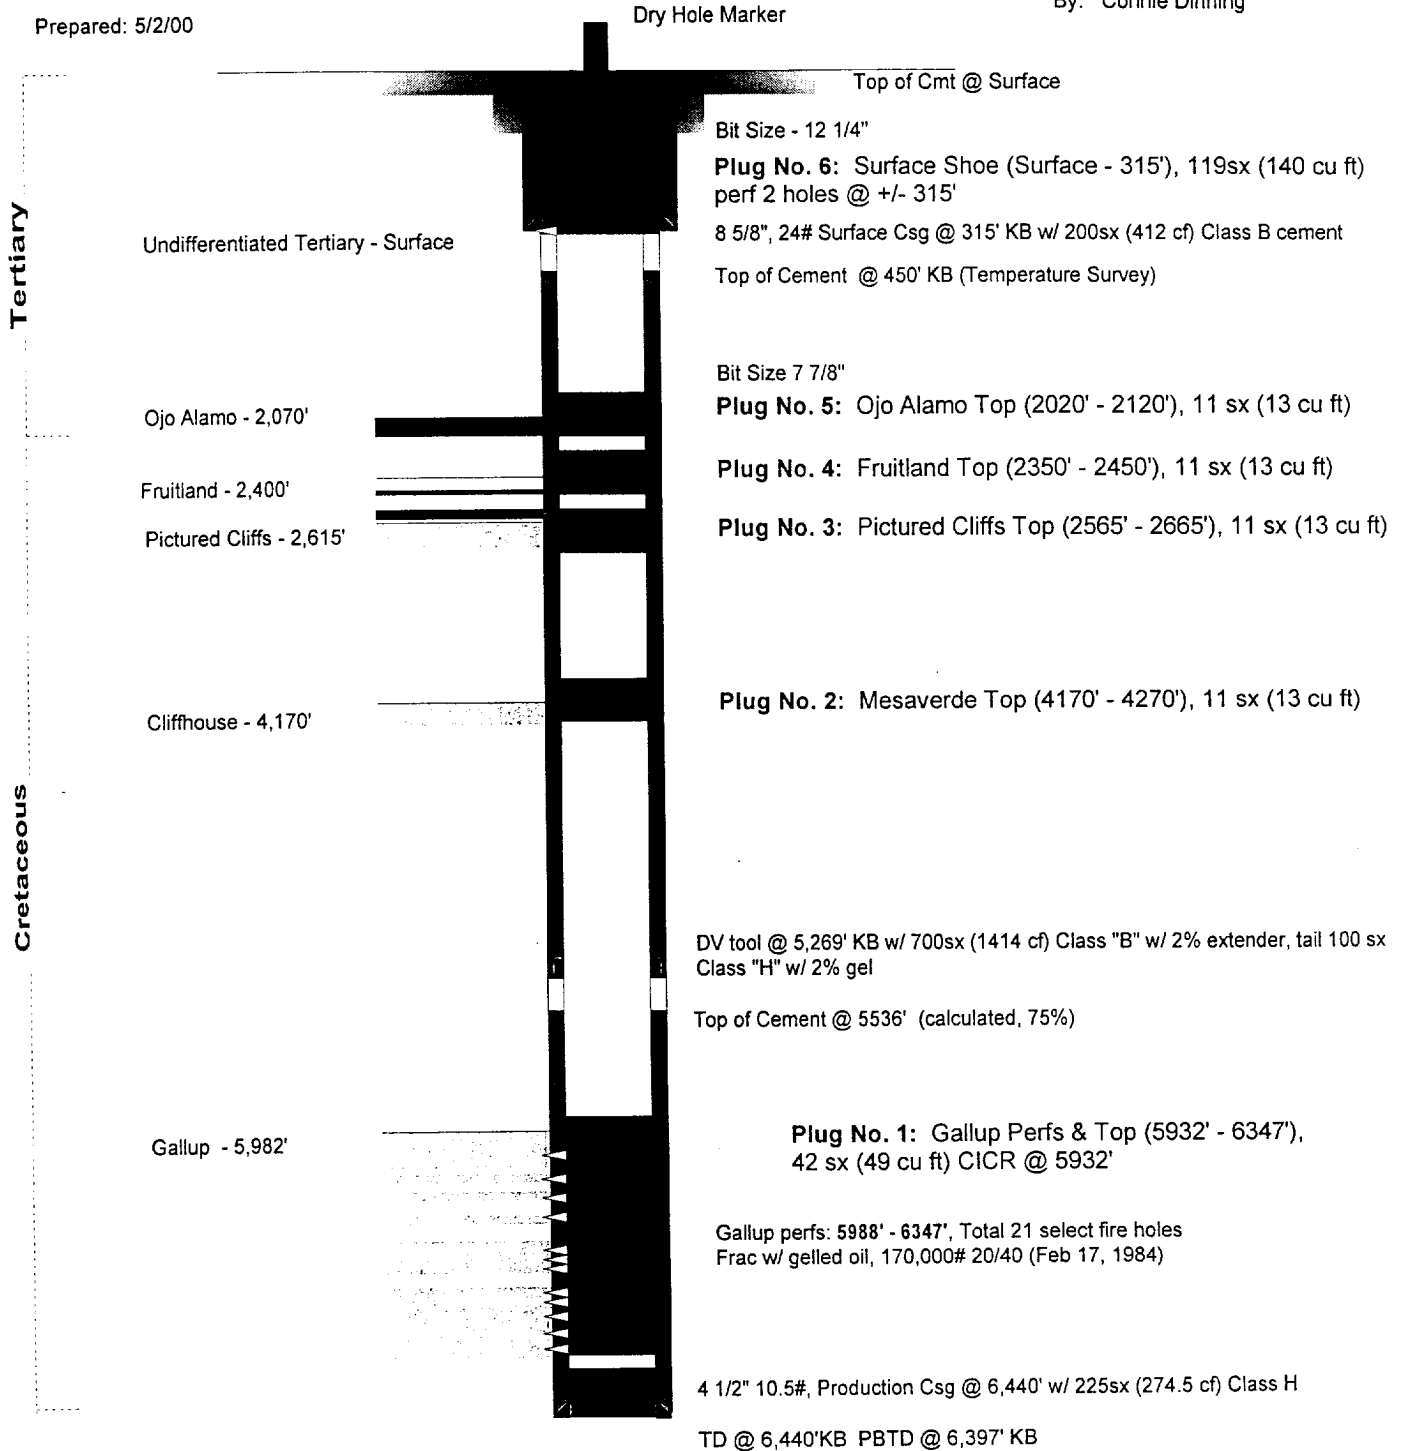 By: Connie Dinning
Prepared: 5/2/00
Dry Hole Marker
Top of Cmt @ Surface
Bit Size - 12 1/4"
Plug No. 6: Surface Shoe (Surface - 315'), 119sx (140 cu ft)
perf 2 holes @ +/- 315'
Tertiary
Undifferentiated Tertiary - Surface
8 5/8", 24# Surface Csg @ 315' KB w/ 200sx (412 cf) Class B cement
Top of Cement @ 450' KB (Temperature Survey)
Bit Size 7 7/8"
Ojo Alamo - 2,070'
Plug No. 5: Ojo Alamo Top (2020' - 2120'), 11 sx (13 cu ft)
Fruitland - 2,400'
Plug No. 4: Fruitland Top (2350' - 2450'), 11 sx (13 cu ft)
Pictured Cliffs - 2,615'
Plug No. 3: Pictured Cliffs Top (2565' - 2665'), 11 sx (13 cu ft)
Cliffhouse - 4,170'
Plug No. 2: Mesaverde Top (4170' - 4270'), 11 sx (13 cu ft)
Cretaceous
DV tool @ 5,269' KB w/ 700sx (1414 cf) Class "B" w/ 2% extender, tail 100 sx
Class "H" w/ 2% gel
Top of Cement @ 5536' (calculated, 75%)
Gallup - 5,982'
Plug No. 1: Gallup Perfs & Top (5932' - 6347'),
42 sx (49 cu ft) CICR @ 5932'
Gallup perfs: 5988' - 6347', Total 21 select fire holes
Frac w/ gelled oil, 170,000# 20/40 (Feb 17, 1984)
4 1/2" 10.5#, Production Csg @ 6,440' w/ 225sx (274.5 cf) Class H
TD @ 6,440'KB PBTD @ 6,397' KB